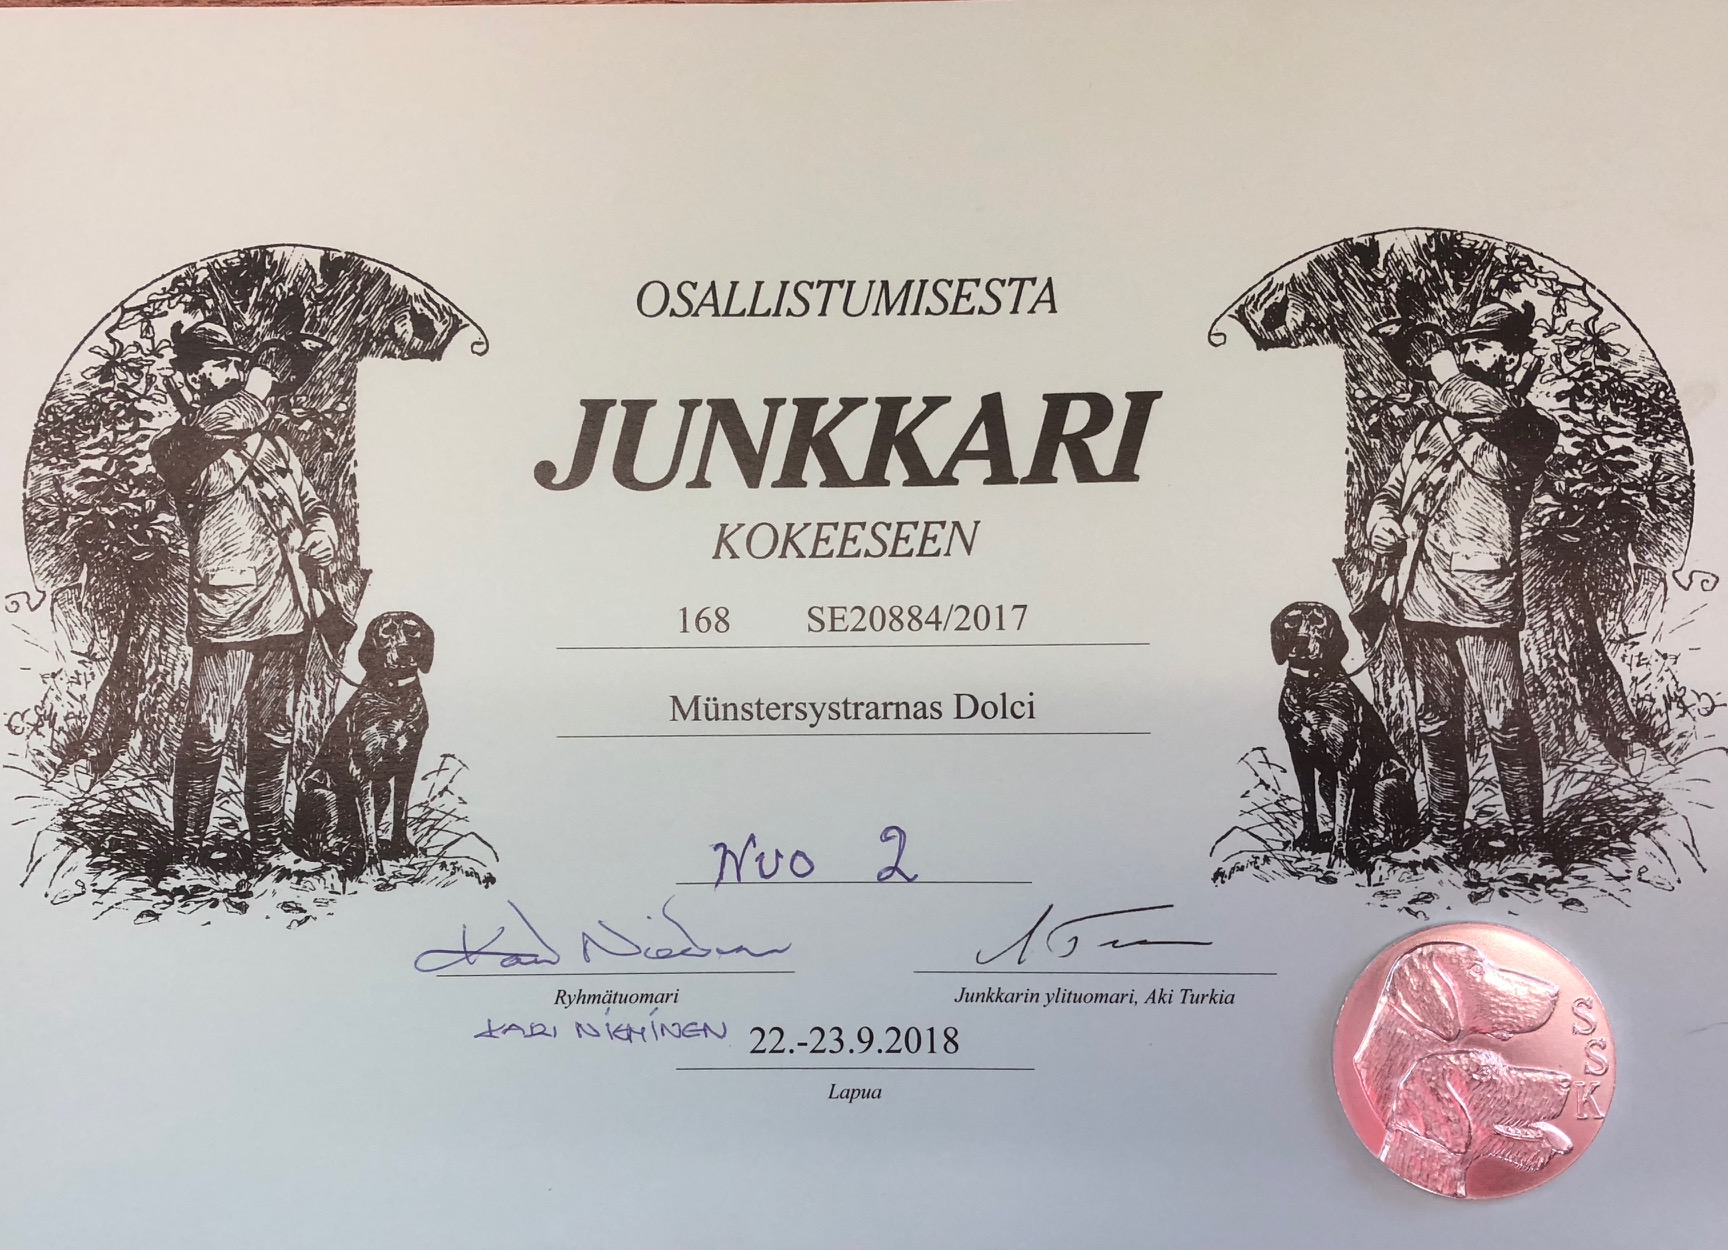 OSALLISTUMISESTA
JUNKKARI
KOKEESEEN
168 SE20884/2017
Münstersystrarnas Dolci
NUO 2
Ryhmätuomari
Junkkarin ylituomari, Aki Turkia
KARI
22.-23.9.2018
Lapua
SSK